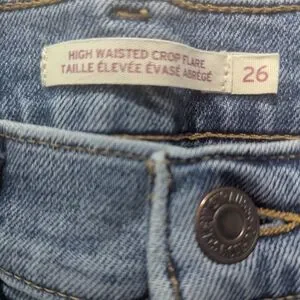 HIGH WAISTED CROP FLARE
TAILLE ÉLEVÉE ÉVASÉ ABRÉGÉ
26